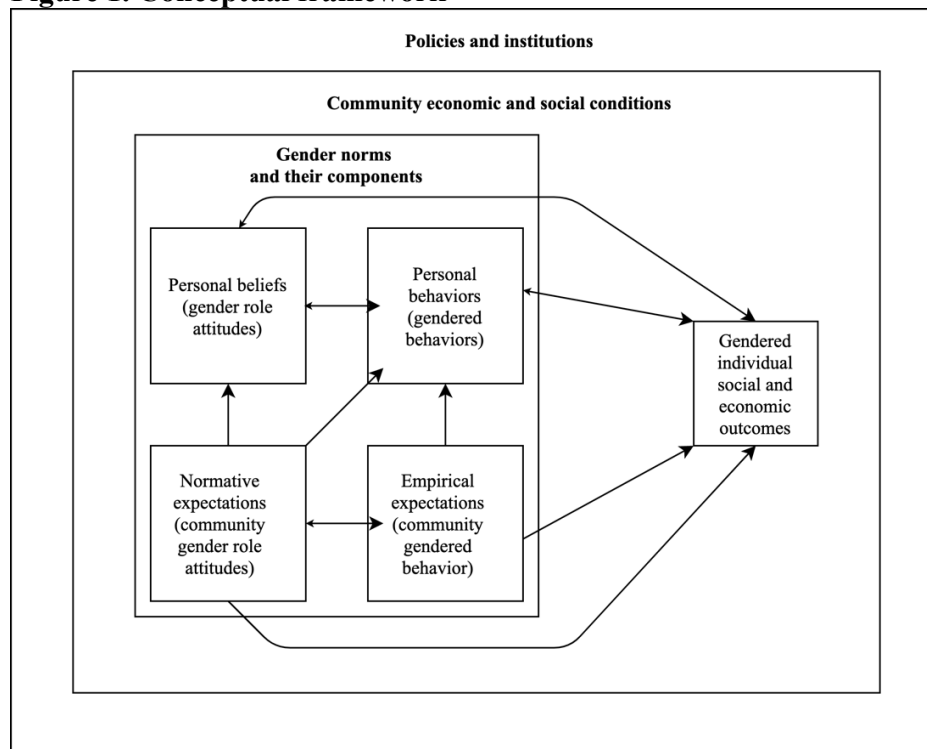 Figure 1. Conceptual framework
Policies and institutions
Community economic and social conditions
Gender norms
and their components
Personal beliefs
(gender role
attitudes)
Personal
behaviors
(gendered
behaviors)
Gendered
individual
social and
economic
outcomes
Normative
expectations
(community
gender role
attitudes)
Empirical
expectations
(community
gendered
behavior)